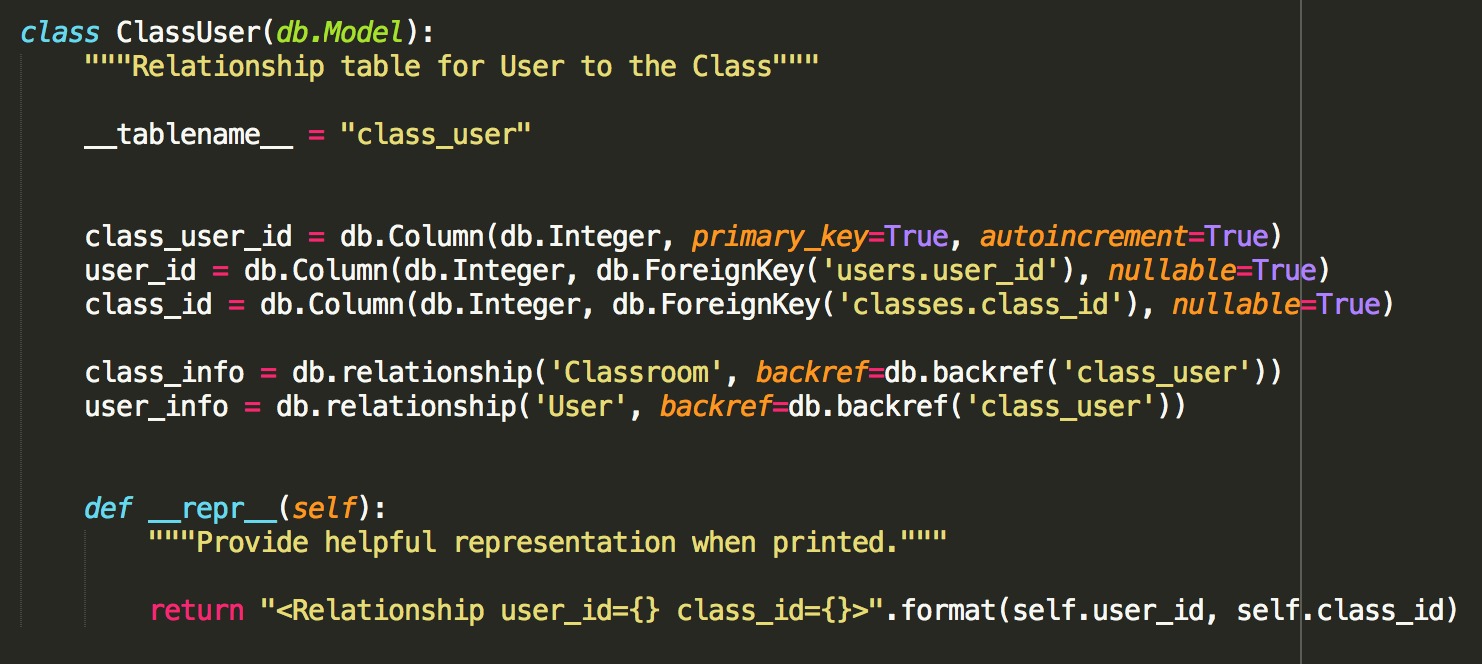 class ClassUser(db.Model):
    """Relationship table for User to the Class"""

    __tablename__ = "class_user"


    class_user_id = db.Column(db.Integer, primary_key=True, autoincrement=True)
    user_id = db.Column(db.Integer, db.ForeignKey('users.user_id'), nullable=True)
    class_id = db.Column(db.Integer, db.ForeignKey('classes.class_id'), nullable=True)

    class_info = db.relationship('Classroom', backref=db.backref('class_user'))
    user_info = db.relationship('User', backref=db.backref('class_user'))


    def __repr__(self):
        """Provide helpful representation when printed."""

        return "<Relationship user_id={} class_id={}>".format(self.user_id, self.class_id)